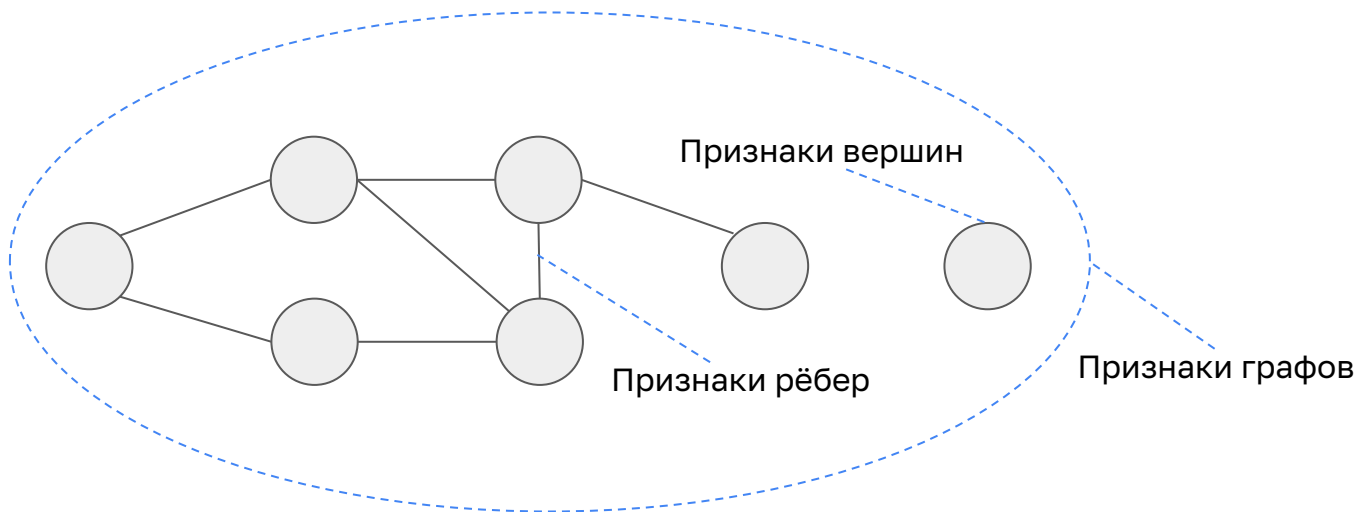 Признаки вершин
Признаки рёбер
Признаки графов